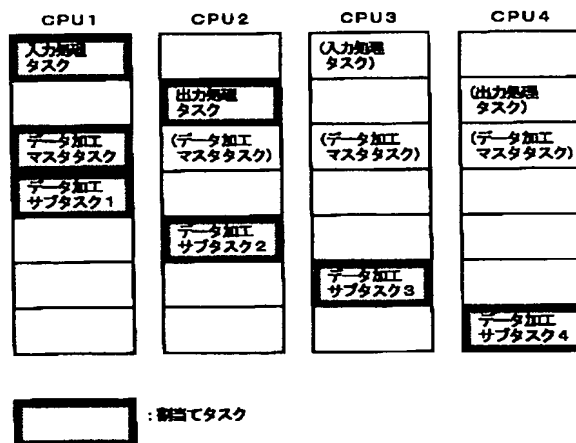 CPU1 CPU2 CPU3 CPU4
入力処理
タスク
(入力処理
タスク)
出力処理
タスク
(出力処理
タスク)
データ加工
マスタタスク
(データ加工
マスタタスク)
(データ加工
マスタタスク)
(データ加工
マスタタスク)
データ加工
サブタスク1
データ加工
サブタスク2
データ加工
サブタスク3
データ加工
サブタスク4
:割当てタスク